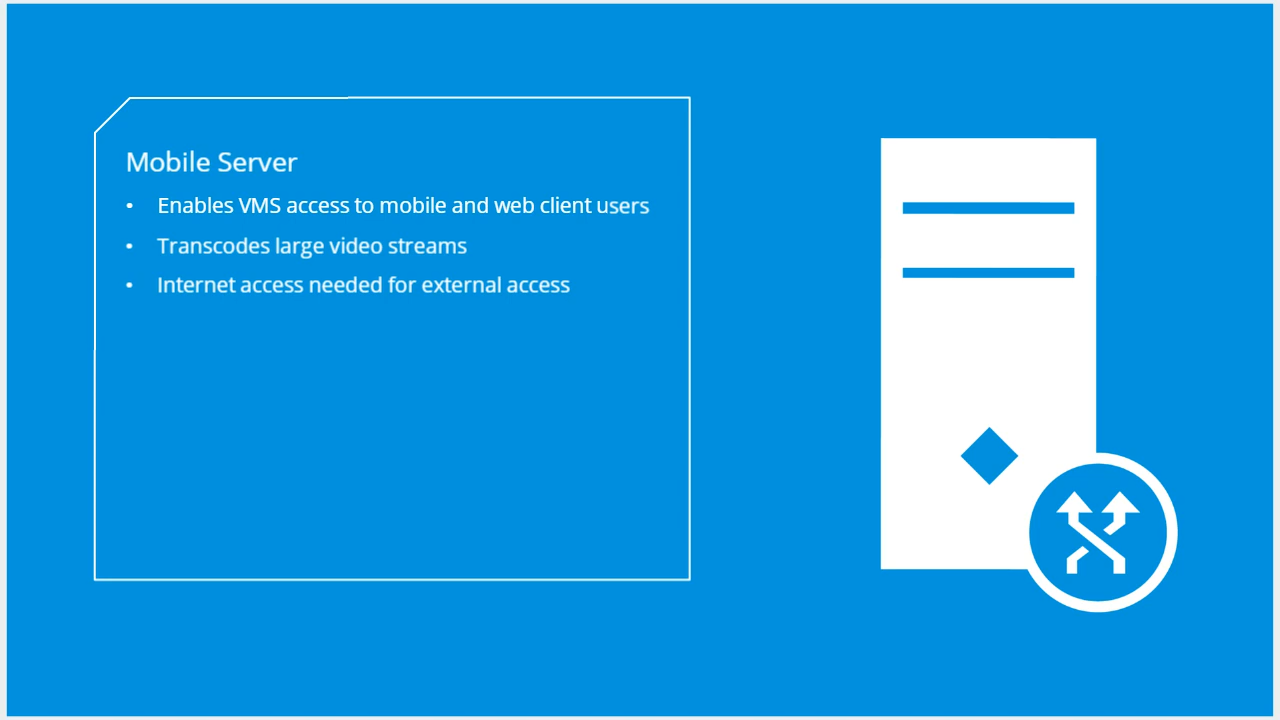 Mobile Server
• Enables VMS access to mobile and web client users
• Transcodes large video streams
• Internet access needed for external access